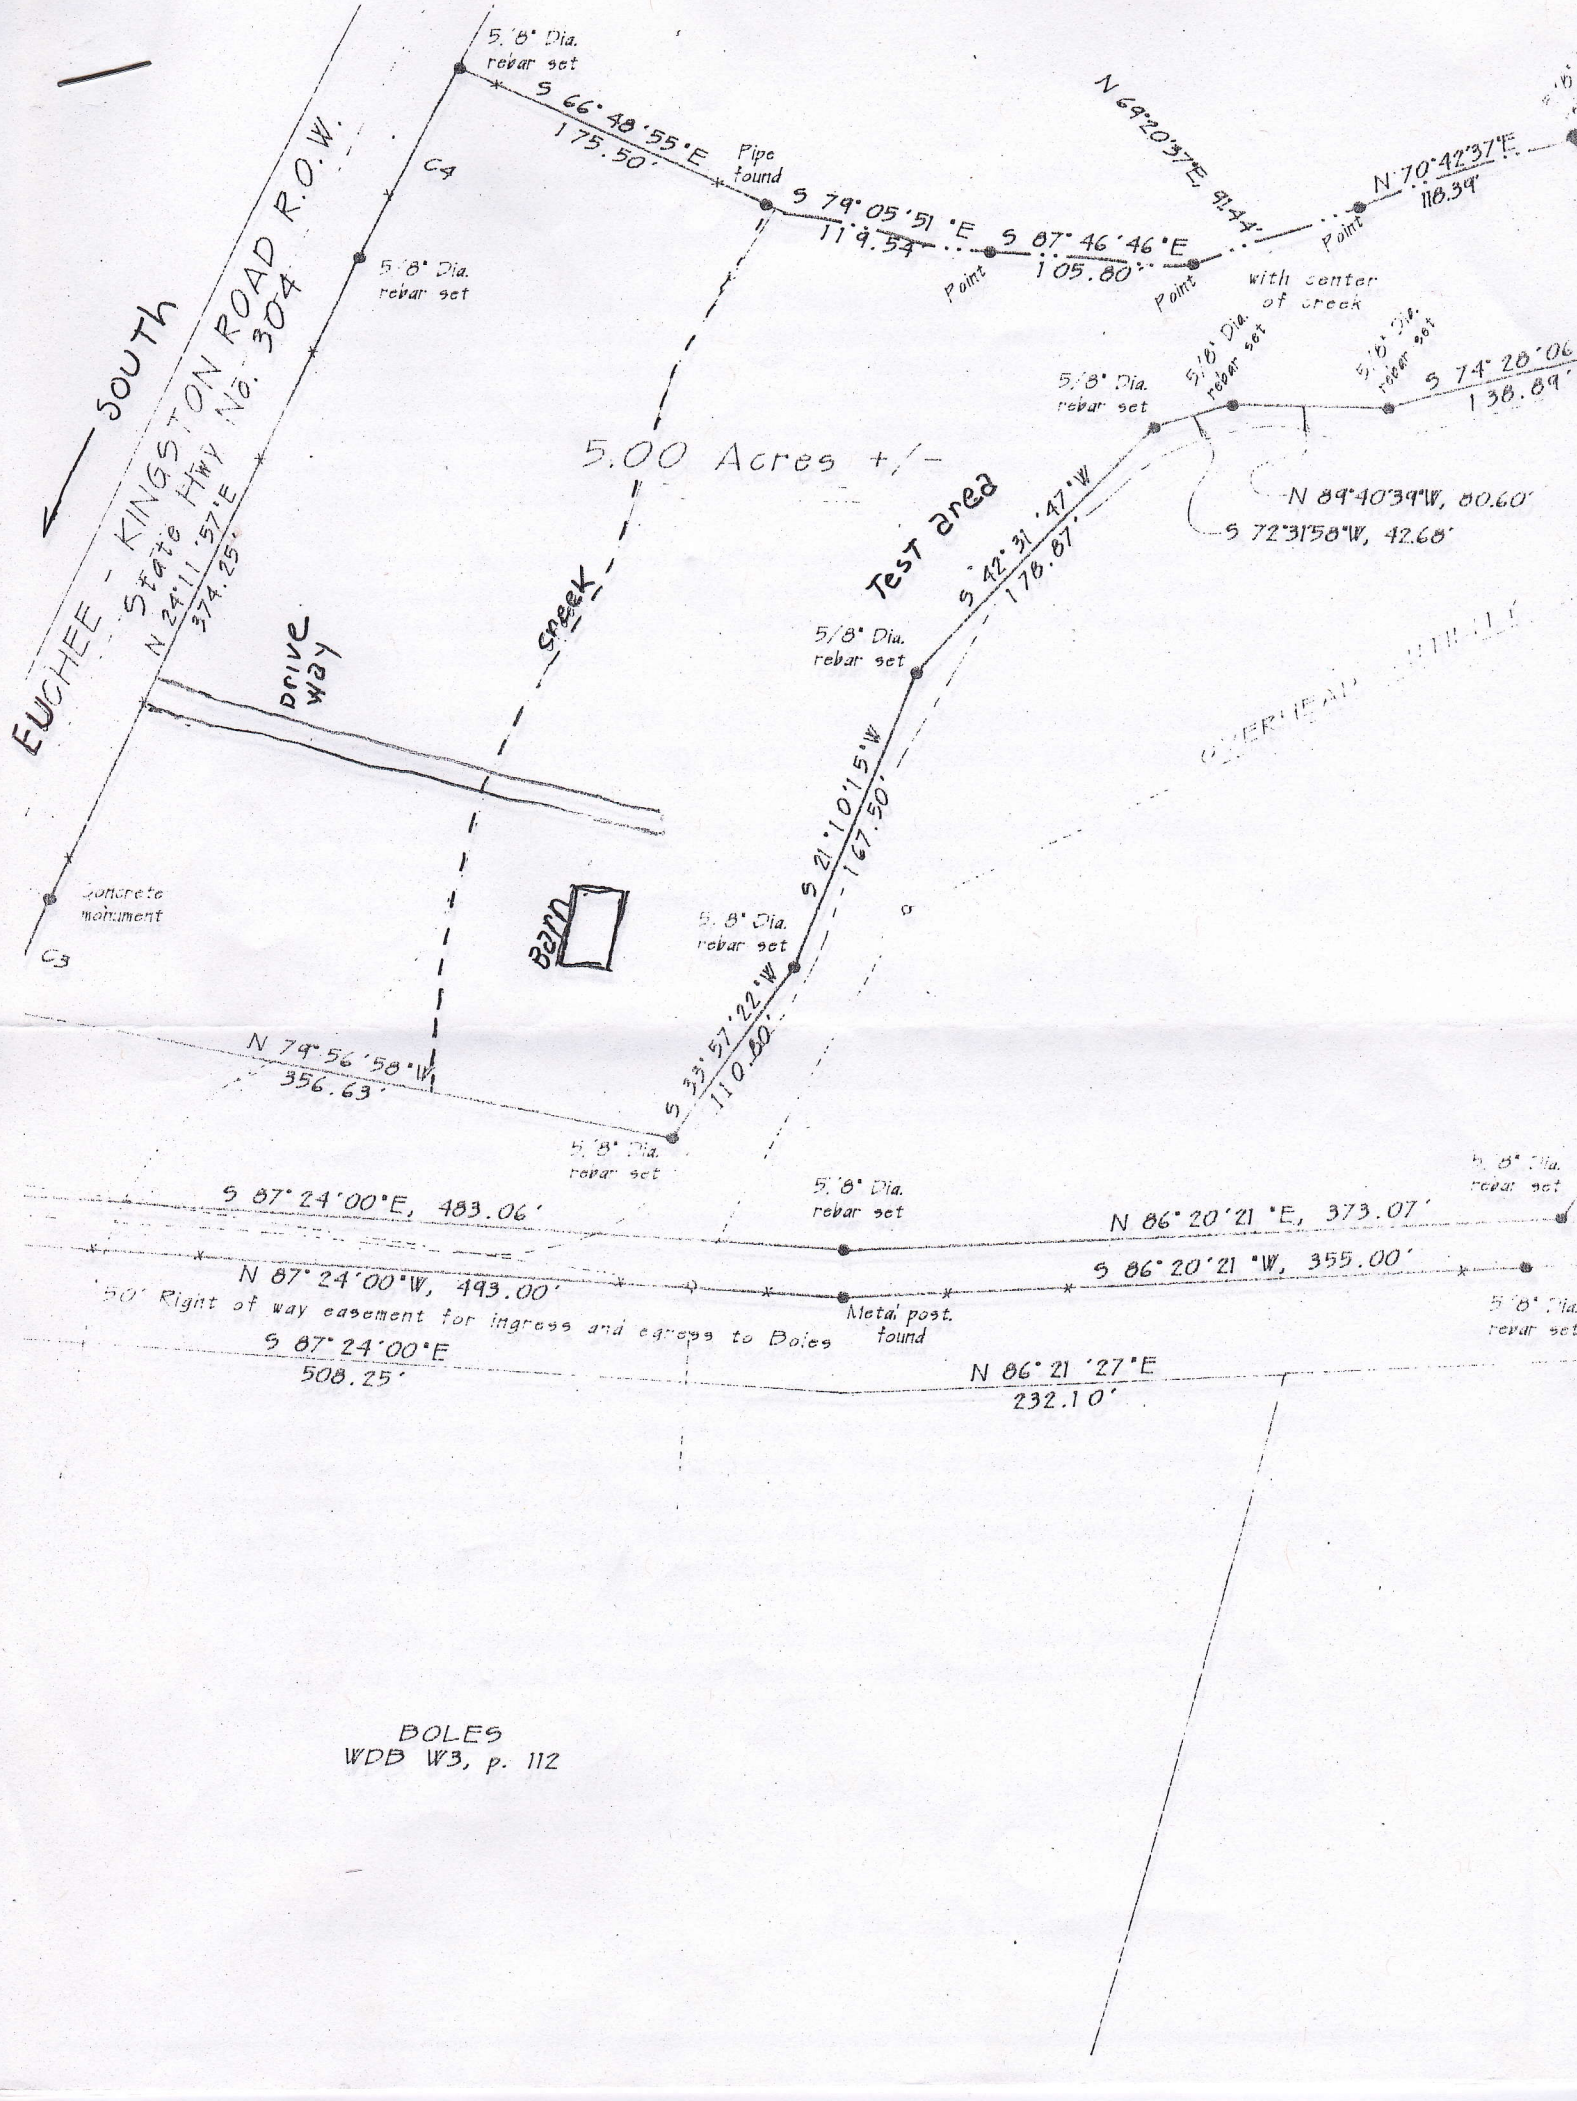 5/8" Dia.
rebar set
S 66°48'55"E
175.50'
Pipe
found
S 79°05'51"E
119.54'
S 87°46'46"E
105.80'
N 69°20'37"E, 91.44'
N 70°42'37"E
118.39'
Point
Point
Point
with center
of creek
C4
5/8" Dia.
rebar set
SOUTH
EUCHEE - KINGSTON ROAD R.O.W.
State Hwy No. 304
N 24°11'57"E
374.25'
5/8" Dia.
rebar set
5/8" Dia.
rebar set
5/8" Dia.
rebar set
S 74°28'06
138.89'
5.00 Acres +/-
Test area
S 42°31'47"W
178.87'
N 89°40'39"W, 80.60'
S 72°31'58"W, 42.68'
Drive
way
creek
5/8" Dia.
rebar set
OVERHEAD UTILITY
S 21°10'15"W
167.50'
Concrete
monument
C3
Barn
5/8" Dia.
rebar set
S 33°57'22"W
110.80'
N 79°56'58"W
356.63'
5/8" Dia.
rebar set
S 87°24'00"E, 483.06'
5/8" Dia.
rebar set
N 86°20'21"E, 373.07'
5/8" Dia.
rebar set
N 87°24'00"W, 493.00'
S 86°20'21"W, 355.00'
50' Right of way easement for ingress and egress to Boles
Metal post
found
5/8" Dia.
rebar set
S 87°24'00"E
508.25'
N 86°21'27"E
232.10'
BOLES
WDB W3, p. 112